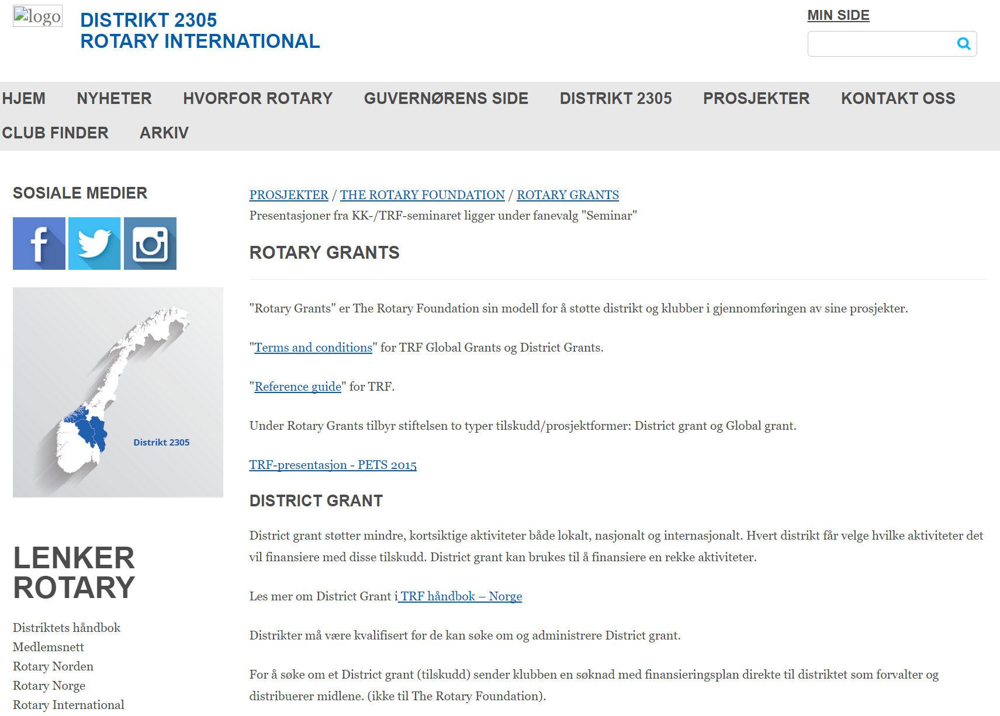 logo
DISTRIKT 2305
ROTARY INTERNATIONAL
MIN SIDE
HJEM NYHETER HVORFOR ROTARY GUVERNØRENS SIDE DISTRIKT 2305 PROSJEKTER KONTAKT OSS
CLUB FINDER ARKIV
SOSIALE MEDIER
Distrikt 2305
LENKER
ROTARY
Distriktets håndbok
Medlemsnett
Rotary Norden
Rotary Norge
Rotary International
PROSJEKTER / THE ROTARY FOUNDATION / ROTARY GRANTS
Presentasjoner fra KK-/TRF-seminaret ligger under fanevalg "Seminar"
ROTARY GRANTS
"Rotary Grants" er The Rotary Foundation sin modell for å støtte distrikt og klubber i gjennomføringen av sine prosjekter.
"Terms and conditions" for TRF Global Grants og District Grants.
"Reference guide" for TRF.
Under Rotary Grants tilbyr stiftelsen to typer tilskudd/prosjektformer: District grant og Global grant.
TRF-presentasjon - PETS 2015
DISTRICT GRANT
District grant støtter mindre, kortsiktige aktiviteter både lokalt, nasjonalt og internasjonalt. Hvert distrikt får velge hvilke aktiviteter det
vil finansiere med disse tilskudd. District grant kan brukes til å finansiere en rekke aktiviteter.
Les mer om District Grant i TRF håndbok – Norge
Distrikter må være kvalifisert før de kan søke om og administrere District grant.
For å søke om et District grant (tilskudd) sender klubben en søknad med finansieringsplan direkte til distriktet som forvalter og
distribuerer midlene. (ikke til The Rotary Foundation).